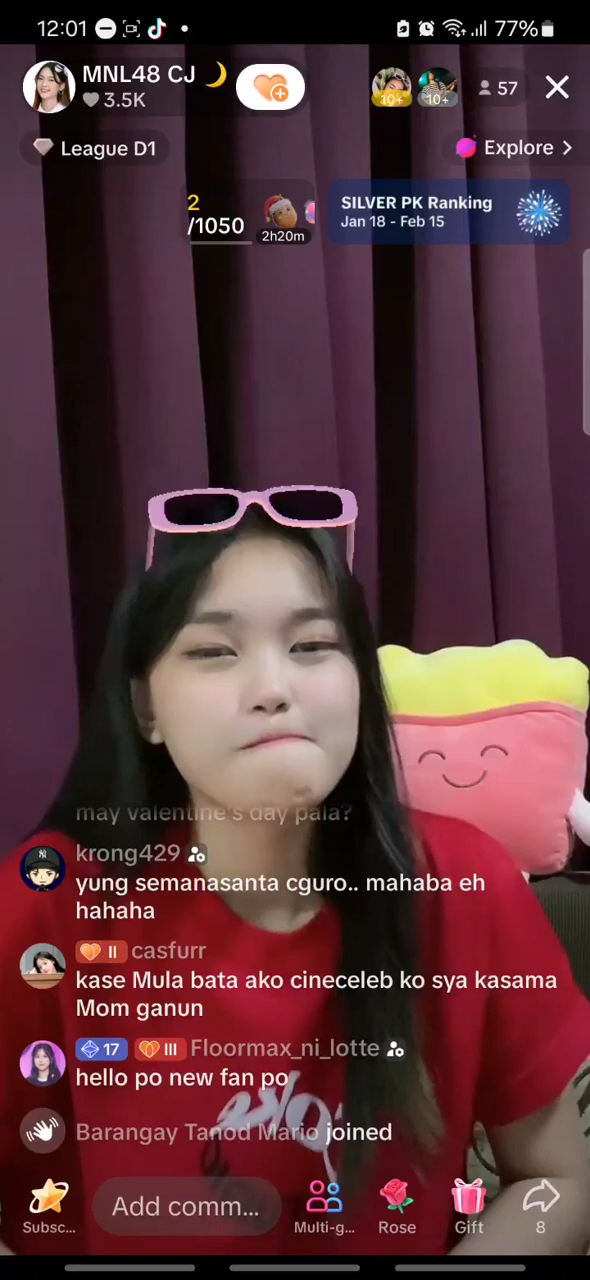 12:01
77%
MNL48 CJ 🌙
3.5K
10+
10+
57
League D1
Explore >
2
/1050
2h20m
SILVER PK Ranking
Jan 18 - Feb 15
may valentine's day pala?
krong429
yung semanasanta cguro.. mahaba eh
hahaha
II casfurr
kase Mula bata ako cineceleb ko sya kasama
Mom ganun
17 III Floormax_ni_lotte
hello po new fan po
Barangay Tanod Mario joined
Add comm...
Subsc...
Multi-g...
Rose
Gift
8